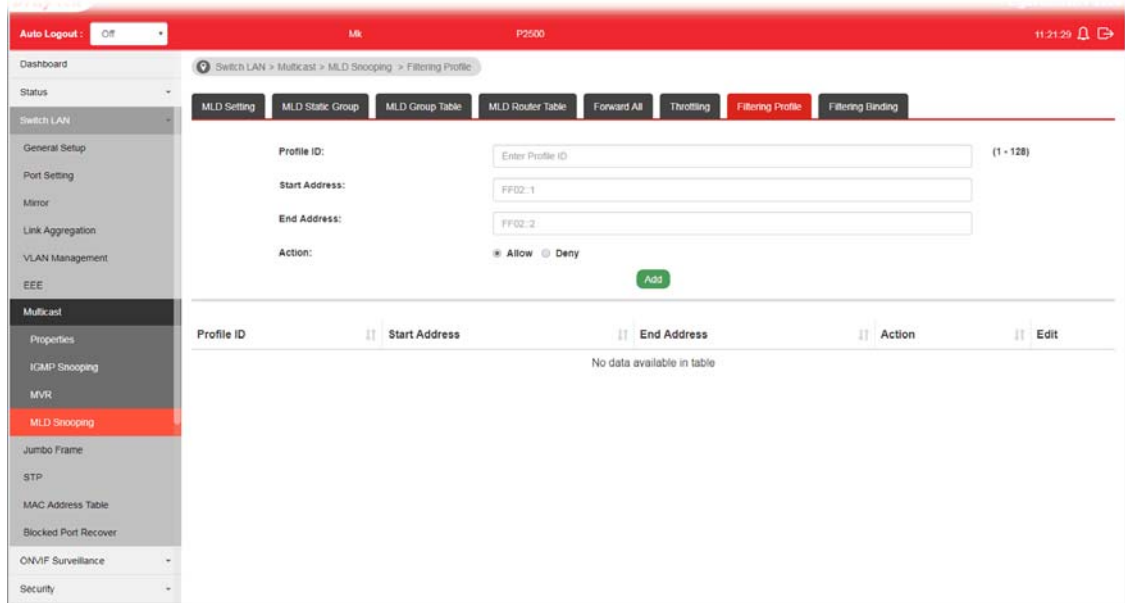 Auto Logout : Off Mk P2500 11:21:29
Dashboard
Status
Switch LAN
General Setup
Port Setting
Mirror
Link Aggregation
VLAN Management
EEE
Multicast
Properties
IGMP Snooping
MVR
MLD Snooping
Jumbo Frame
STP
MAC Address Table
Blocked Port Recover
ONVIF Surveillance
Security
Switch LAN > Multicast > MLD Snooping > Filtering Profile
MLD Setting MLD Static Group MLD Group Table MLD Router Table Forward All Throttling Filtering Profile Filtering Binding
Profile ID: Enter Profile ID (1 - 128)
Start Address: FF02::1
End Address: FF02::2
Action: Allow Deny
Add
Profile ID Start Address End Address Action Edit
No data available in table